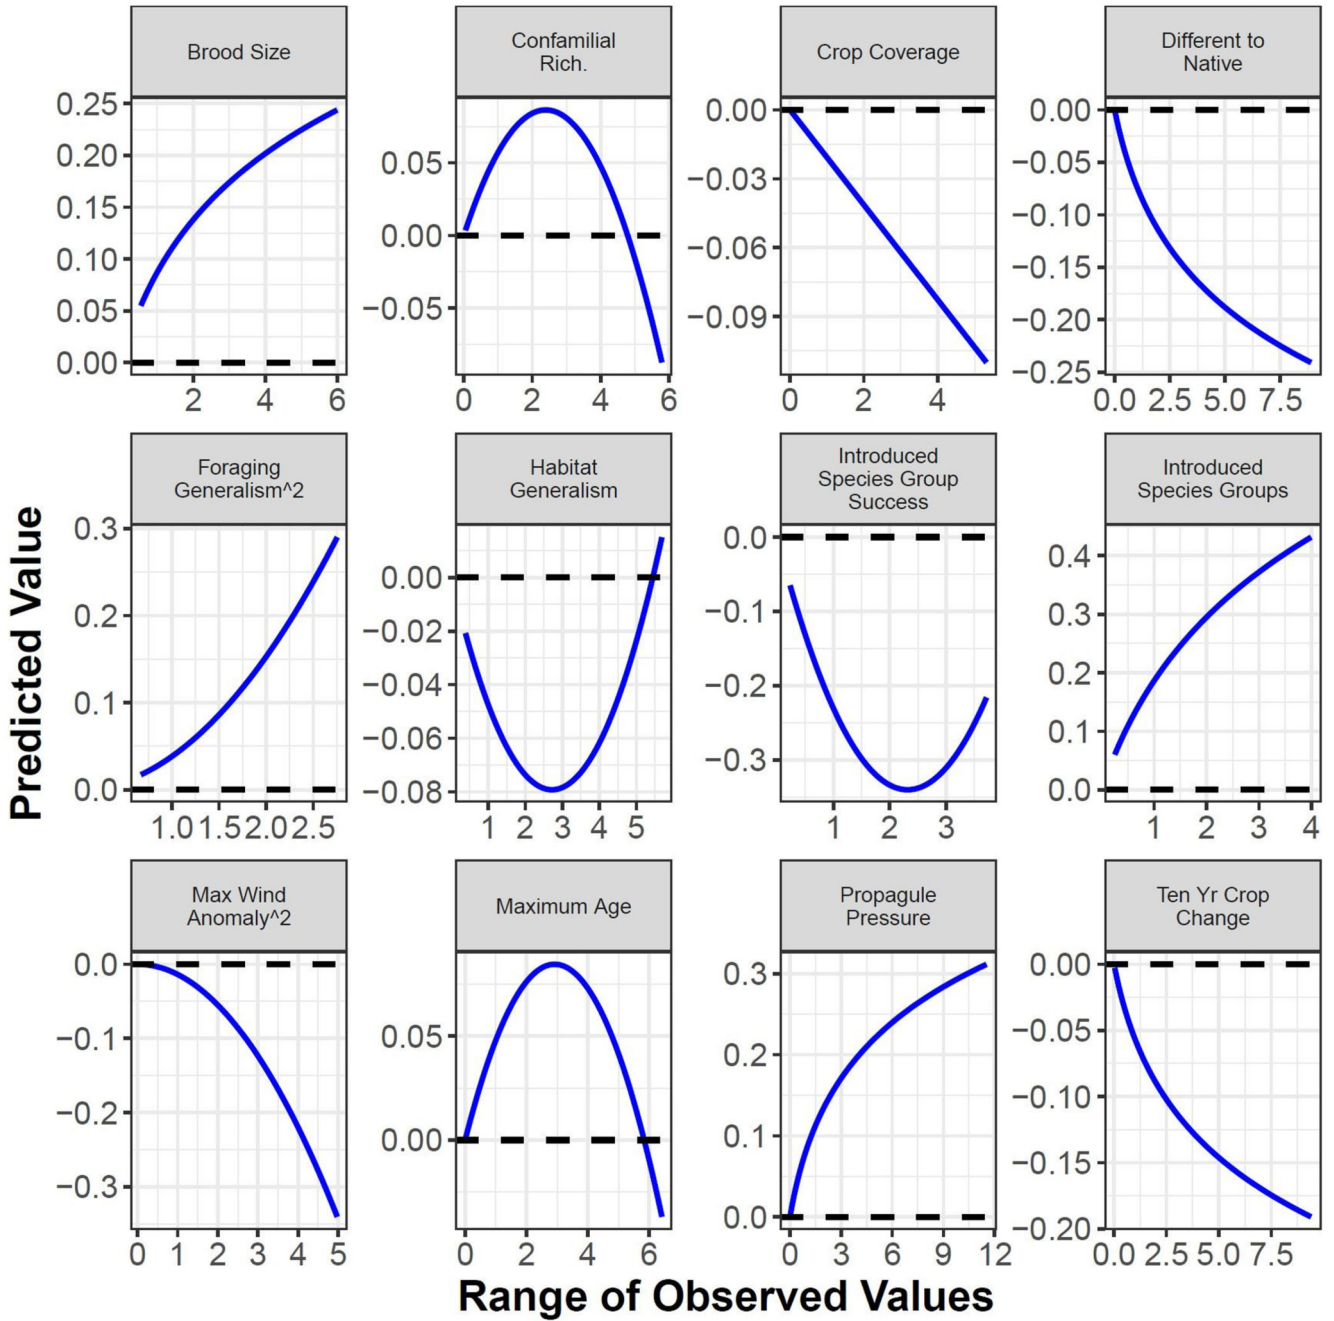 Brood Size
Confamilial
Rich.
Crop Coverage
Different to
Native
0.25
0.20
0.15
0.10
0.05
0.00
2 4 6
0.05
0.00
−0.05
0 2 4 6
0.00
−0.03
−0.06
−0.09
0 2 4
0.00
−0.05
−0.10
−0.15
−0.20
−0.25
0.0 2.5 5.0 7.5
Foraging
Generalism^2
Habitat
Generalism
Introduced
Species Group
Success
Introduced
Species Groups
0.3
0.2
0.1
0.0
1.0 1.5 2.0 2.5
0.00
−0.02
−0.04
−0.06
−0.08
1 2 3 4 5
0.0
−0.1
−0.2
−0.3
1 2 3
0.4
0.3
0.2
0.1
0.0
1 2 3 4
Predicted Value
Max Wind
Anomaly^2
Maximum Age
Propagule
Pressure
Ten Yr Crop
Change
0.0
−0.1
−0.2
−0.3
0 1 2 3 4 5
0.05
0.00
0 2 4 6
0.3
0.2
0.1
0.0
0 3 6 9 12
0.00
−0.05
−0.10
−0.15
−0.20
0.0 2.5 5.0 7.5
Range of Observed Values